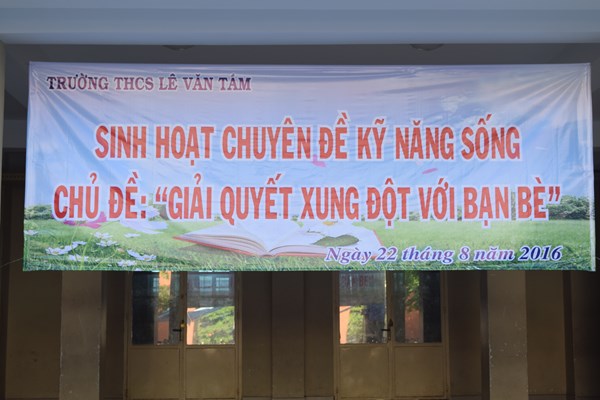 TRƯỜNG THCS LÊ VĂN TÁM
SINH HOẠT CHUYÊN ĐỀ KỸ NĂNG SỐNG
CHỦ ĐỀ: “GIẢI QUYẾT XUNG ĐỘT VỚI BẠN BÈ”
Ngày 22 tháng 8 năm 2016